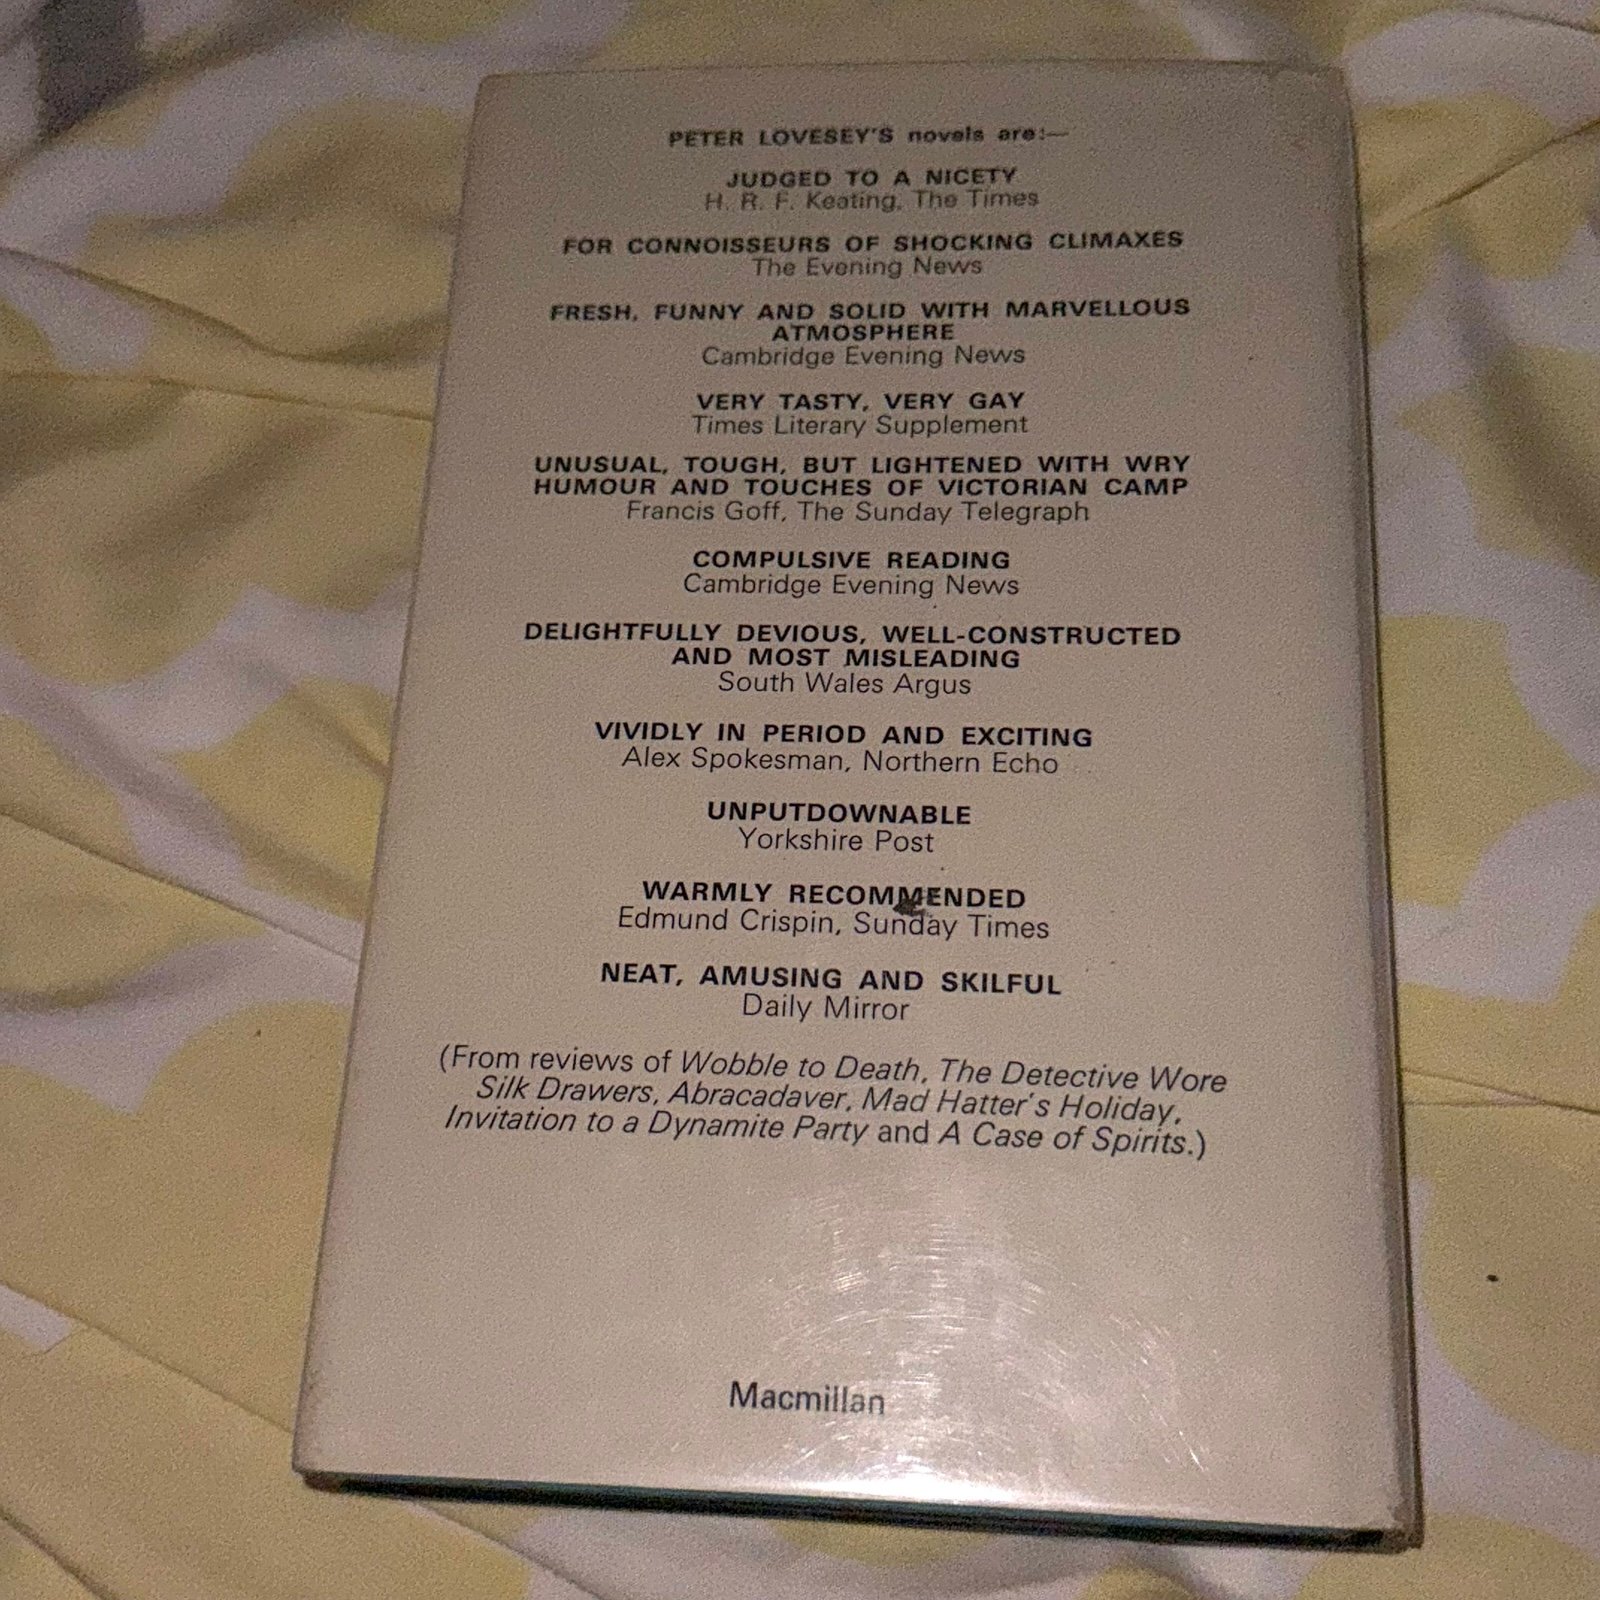 PETER LOVESEY'S novels are:—
JUDGED TO A NICETY
H. R. F. Keating, The Times
FOR CONNOISSEURS OF SHOCKING CLIMAXES
The Evening News
FRESH, FUNNY AND SOLID WITH MARVELLOUS
ATMOSPHERE
Cambridge Evening News
VERY TASTY, VERY GAY
Times Literary Supplement
UNUSUAL, TOUGH, BUT LIGHTENED WITH WRY
HUMOUR AND TOUCHES OF VICTORIAN CAMP
Francis Goff, The Sunday Telegraph
COMPULSIVE READING
Cambridge Evening News
DELIGHTFULLY DEVIOUS, WELL-CONSTRUCTED
AND MOST MISLEADING
South Wales Argus
VIVIDLY IN PERIOD AND EXCITING
Alex Spokesman, Northern Echo
UNPUTDOWNABLE
Yorkshire Post
WARMLY RECOMMENDED
Edmund Crispin, Sunday Times
NEAT, AMUSING AND SKILFUL
Daily Mirror
(From reviews of Wobble to Death, The Detective Wore
Silk Drawers, Abracadaver, Mad Hatter's Holiday,
Invitation to a Dynamite Party and A Case of Spirits.)
Macmillan